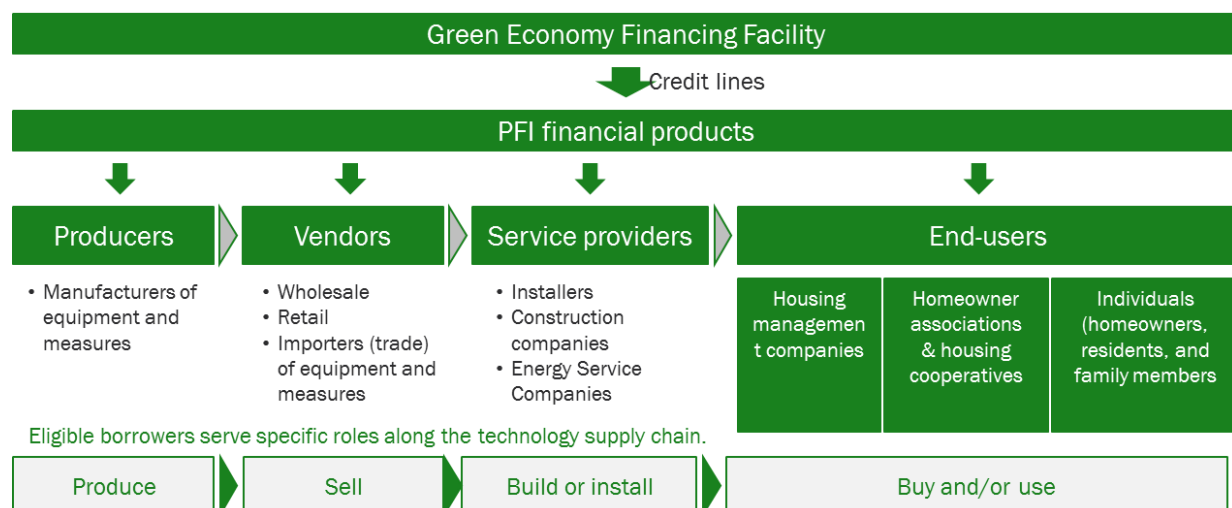 Green Economy Financing Facility
Credit lines
PFI financial products
Producers
Vendors
Service providers
End-users
• Manufacturers of
equipment and
measures
• Wholesale
• Retail
• Importers (trade)
of equipment and
measures
• Installers
• Construction
companies
• Energy Service
Companies
Housing
managemen
t companies
Homeowner
associations
& housing
cooperatives
Individuals
(homeowners,
residents, and
family members
Eligible borrowers serve specific roles along the technology supply chain.
Produce
Sell
Build or install
Buy and/or use